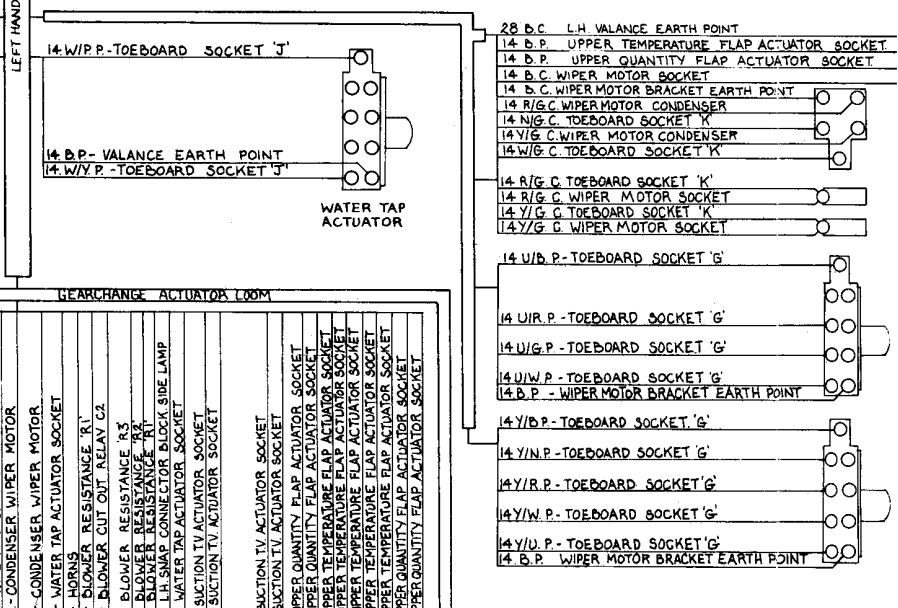 LEFT HAND
14 W/P. P. - TOEBOARD SOCKET 'J'
14. B.P. - VALANCE EARTH POINT
14. W/Y. P. - TOEBOARD SOCKET 'J'
WATER TAP
ACTUATOR
28 B.C. L.H. VALANCE EARTH POINT
14 B.P. UPPER TEMPERATURE FLAP ACTUATOR SOCKET
14 B.P. UPPER QUANTITY FLAP ACTUATOR SOCKET
14 B.C. WIPER MOTOR SOCKET
14 B.C. WIPER MOTOR BRACKET EARTH POINT
14 R/G C. WIPER MOTOR CONDENSER
14 N/G C. TOEBOARD SOCKET 'K'
14 Y/G C. WIPER MOTOR CONDENSER
14 W/G C. TOEBOARD SOCKET 'K'
14 R/G C. TOEBOARD SOCKET 'K'
14 R/G C. WIPER MOTOR SOCKET
14 Y/G C. TOEBOARD SOCKET 'K'
14 Y/G C. WIPER MOTOR SOCKET
14 U/B. P. - TOEBOARD SOCKET 'G'
14 U/R. P. - TOEBOARD SOCKET 'G'
14 U/G. P. - TOEBOARD SOCKET 'G'
14 U/W. P. - TOEBOARD SOCKET 'G'
14 B.P. - WIPER MOTOR BRACKET EARTH POINT
14 Y/B P. - TOEBOARD SOCKET 'G'
14 Y/N. P. - TOEBOARD SOCKET 'G'
14 Y/R. P. - TOEBOARD SOCKET 'G'
14 Y/W. P. - TOEBOARD SOCKET 'G'
14 Y/U. P. - TOEBOARD SOCKET 'G'
14 B.P. WIPER MOTOR BRACKET EARTH POINT
GEARCHANGE ACTUATOR LOOM
- CONDENSER WIPER MOTOR
- CONDENSER WIPER MOTOR
- WATER TAP ACTUATOR SOCKET
HORNS
BLOWER RESISTANCE 'R1'
BLOWER CUT OUT RELAY C2
BLOWER RESISTANCE 'R3
BLOWER RESISTANCE 'R2'
BLOWER RESISTANCE 'R1'
L.H. SNAP CONNECTOR BLOCK. SIDE LAMP
WATER TAP ACTUATOR SOCKET
SUCTION T.V. ACTUATOR SOCKET
SUCTION T.V. ACTUATOR SOCKET
SUCTION T.V. ACTUATOR SOCKET
SUCTION T.V. ACTUATOR SOCKET
PPER QUANTITY FLAP ACTUATOR SOCKET
PPER QUANTITY FLAP ACTUATOR SOCKET
PPER TEMPERATURE FLAP ACTUATOR SOCKET
PPER TEMPERATURE FLAP ACTUATOR SOCKET
PPER TEMPERATURE FLAP ACTUATOR SOCKET
PPER TEMPERATURE FLAP ACTUATOR SOCKET
PPER TEMPERATURE FLAP ACTUATOR SOCKET
PPER QUANTITY FLAP ACTUATOR SOCKET
PPER QUANTITY FLAP ACTUATOR SOCKET